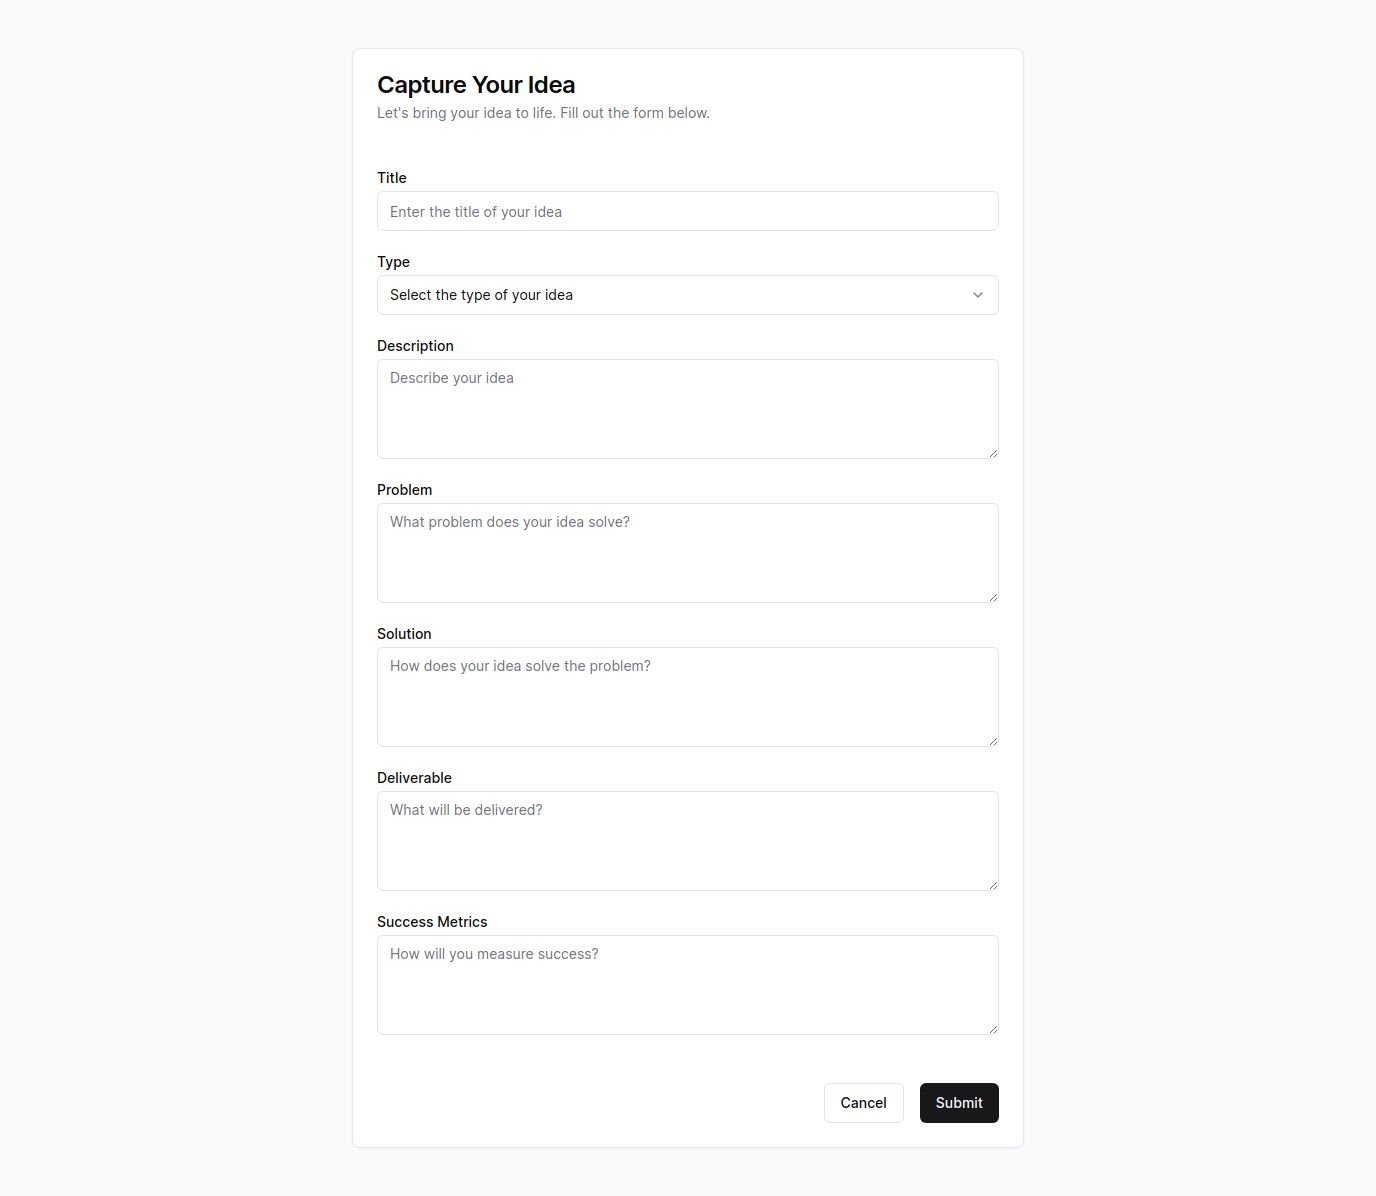 Capture Your Idea
Let's bring your idea to life. Fill out the form below.
Title
Enter the title of your idea
Type
Select the type of your idea
Description
Describe your idea
Problem
What problem does your idea solve?
Solution
How does your idea solve the problem?
Deliverable
What will be delivered?
Success Metrics
How will you measure success?
Cancel
Submit